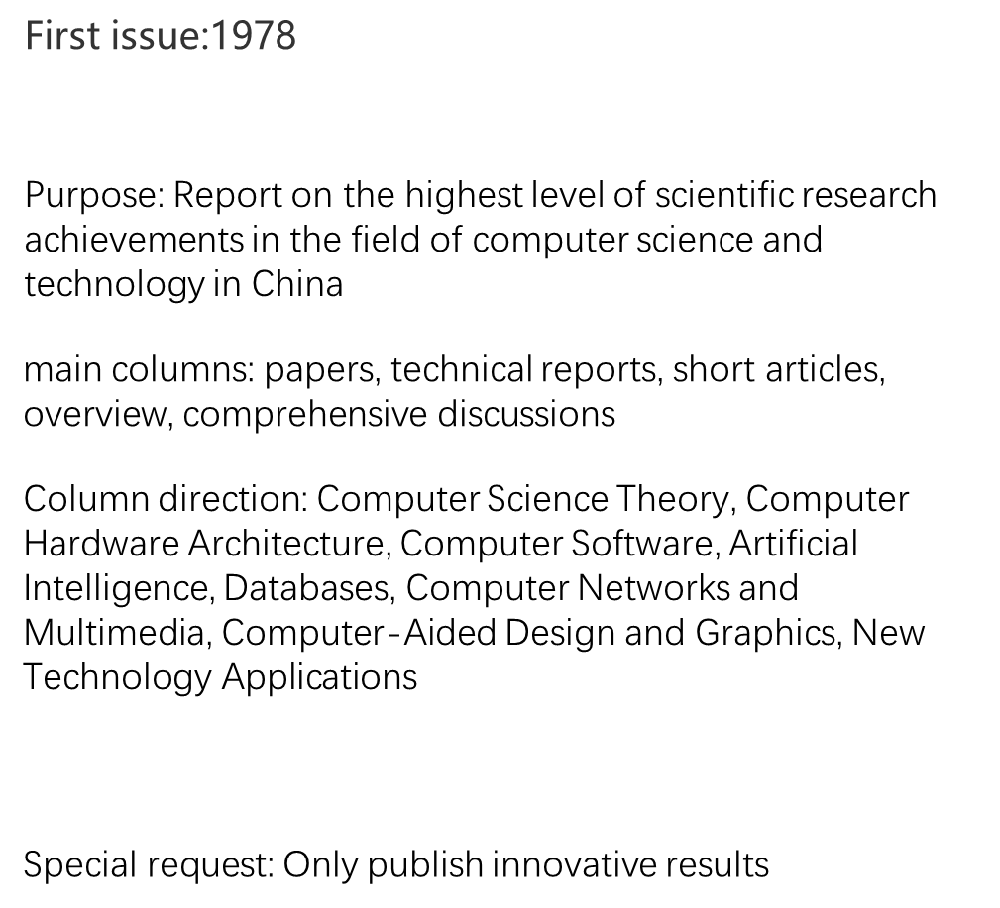 First issue:1978
Purpose: Report on the highest level of scientific research
achievements in the field of computer science and
technology in China
main columns: papers, technical reports, short articles,
overview, comprehensive discussions
Column direction: Computer Science Theory, Computer
Hardware Architecture, Computer Software, Artificial
Intelligence, Databases, Computer Networks and
Multimedia, Computer-Aided Design and Graphics, New
Technology Applications
Special request: Only publish innovative results